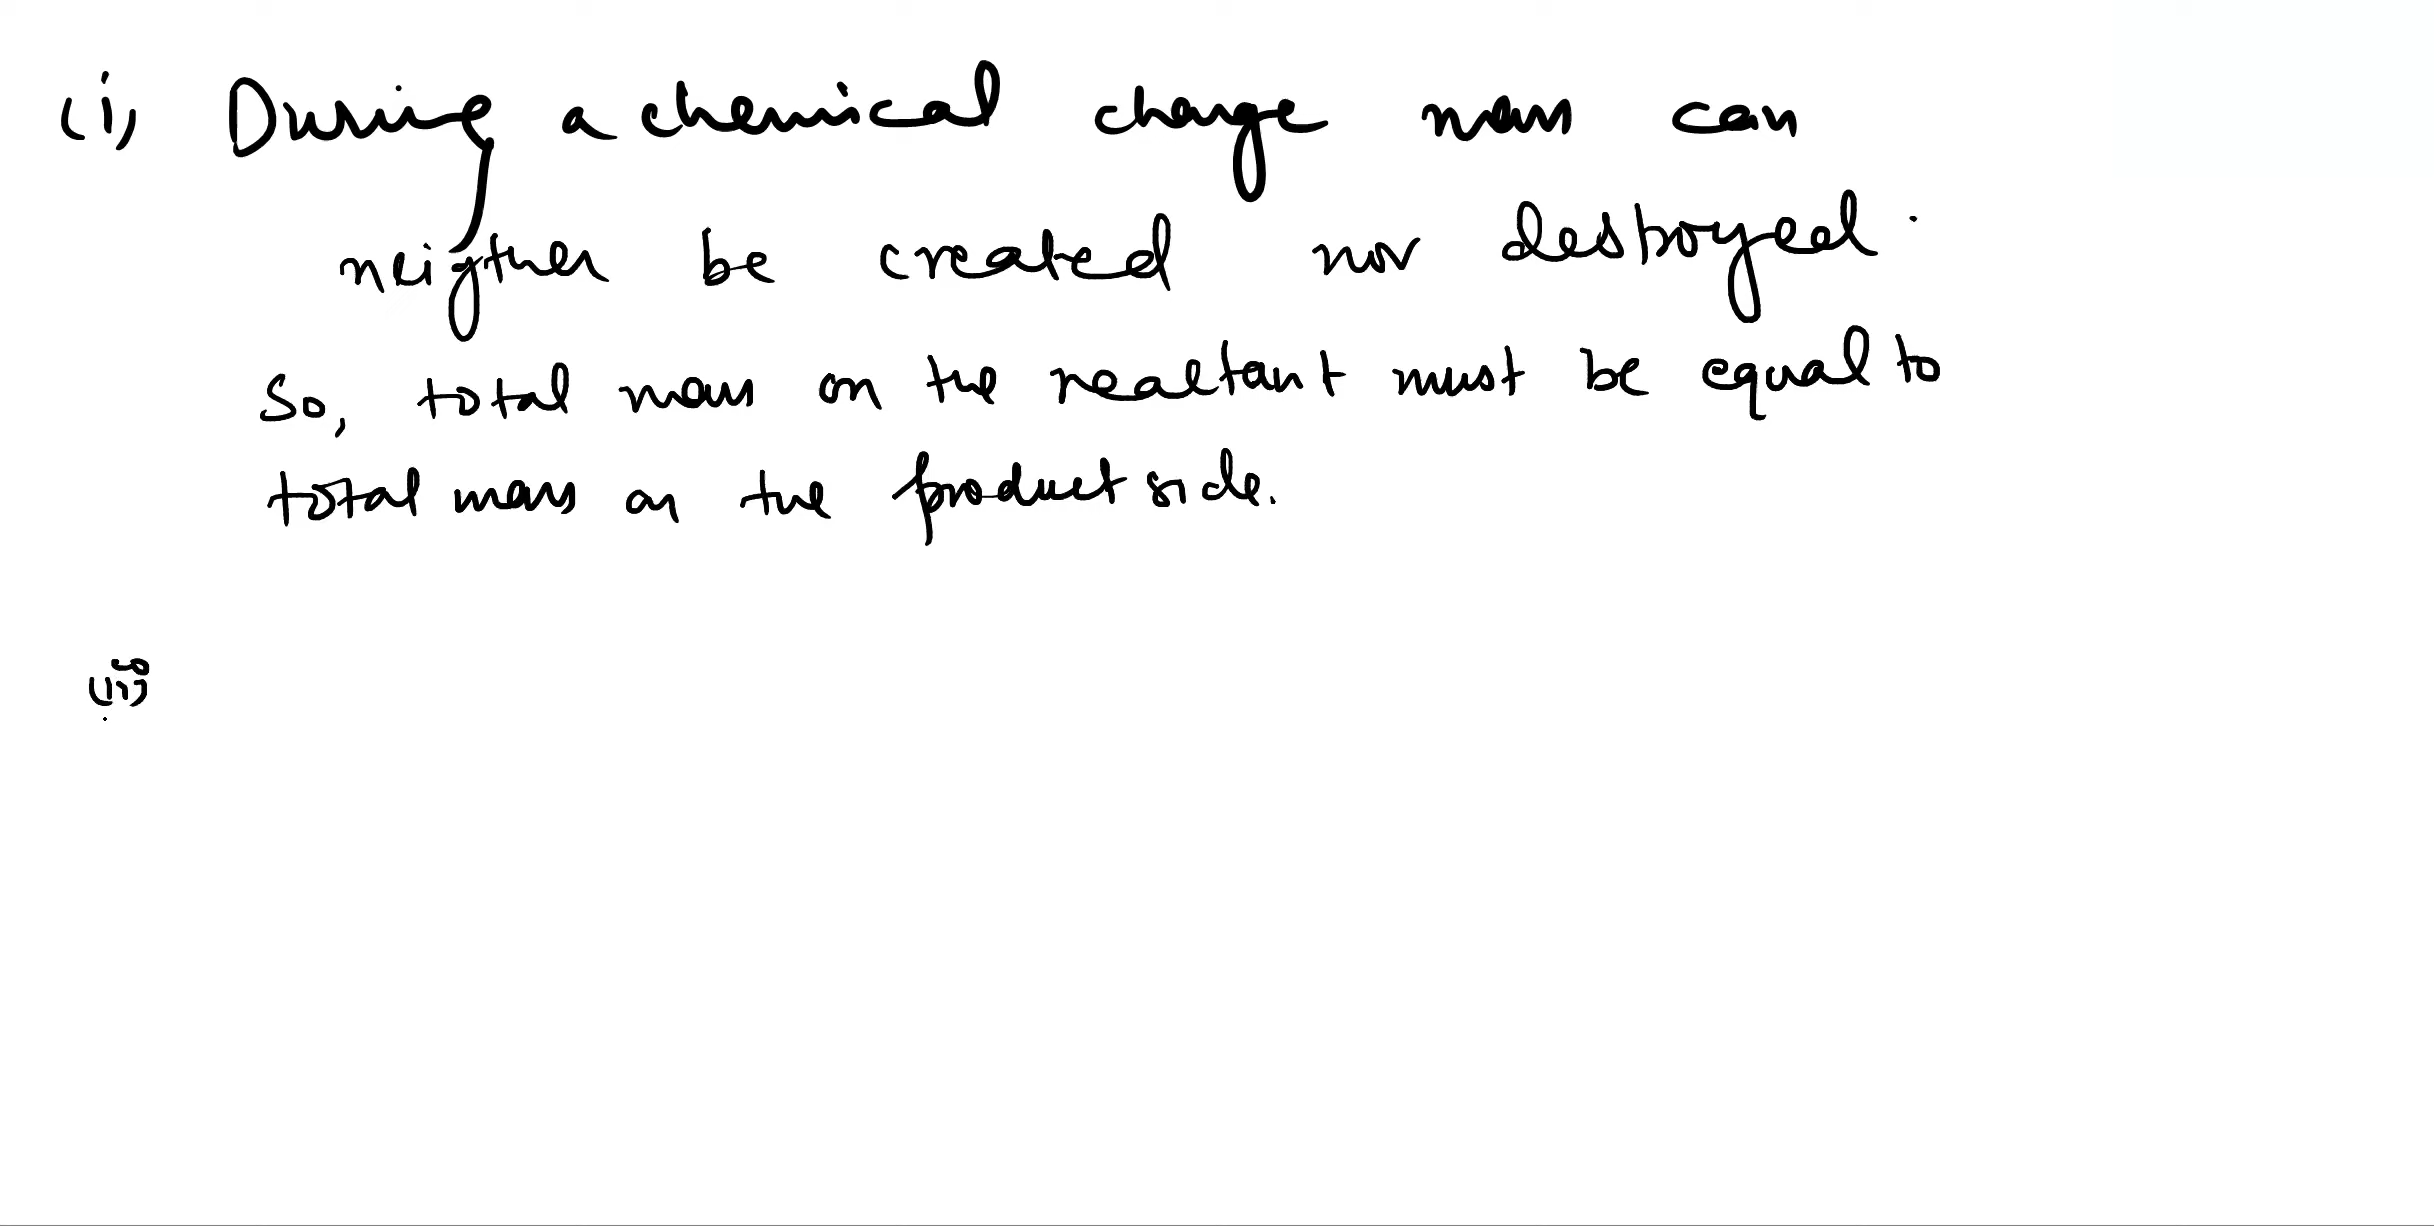 (i) During a chemical change mass can
neigther be created nor destroyed.
So, total mass on the reactant must be equal to
total mass on the product side.
(ii)